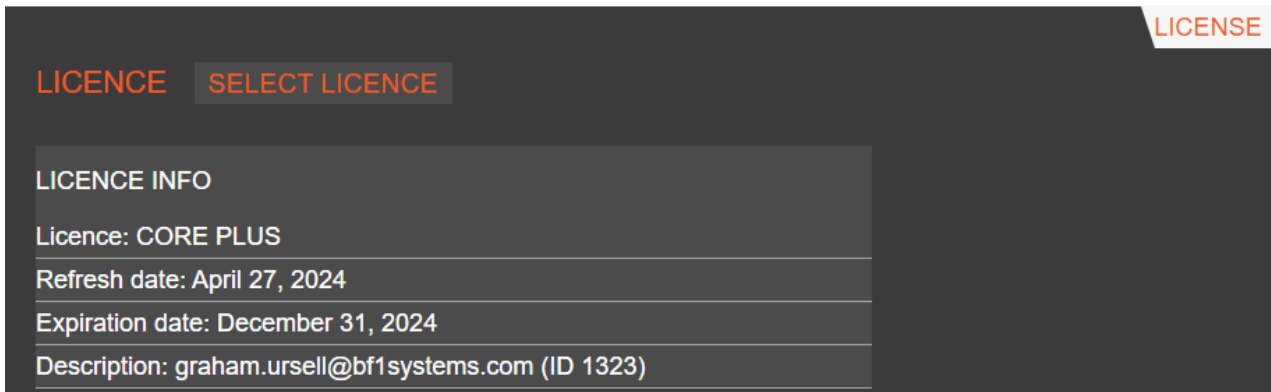 LICENSE
LICENCE SELECT LICENCE
LICENCE INFO
Licence: CORE PLUS
Refresh date: April 27, 2024
Expiration date: December 31, 2024
Description: graham.ursell@bf1systems.com (ID 1323)